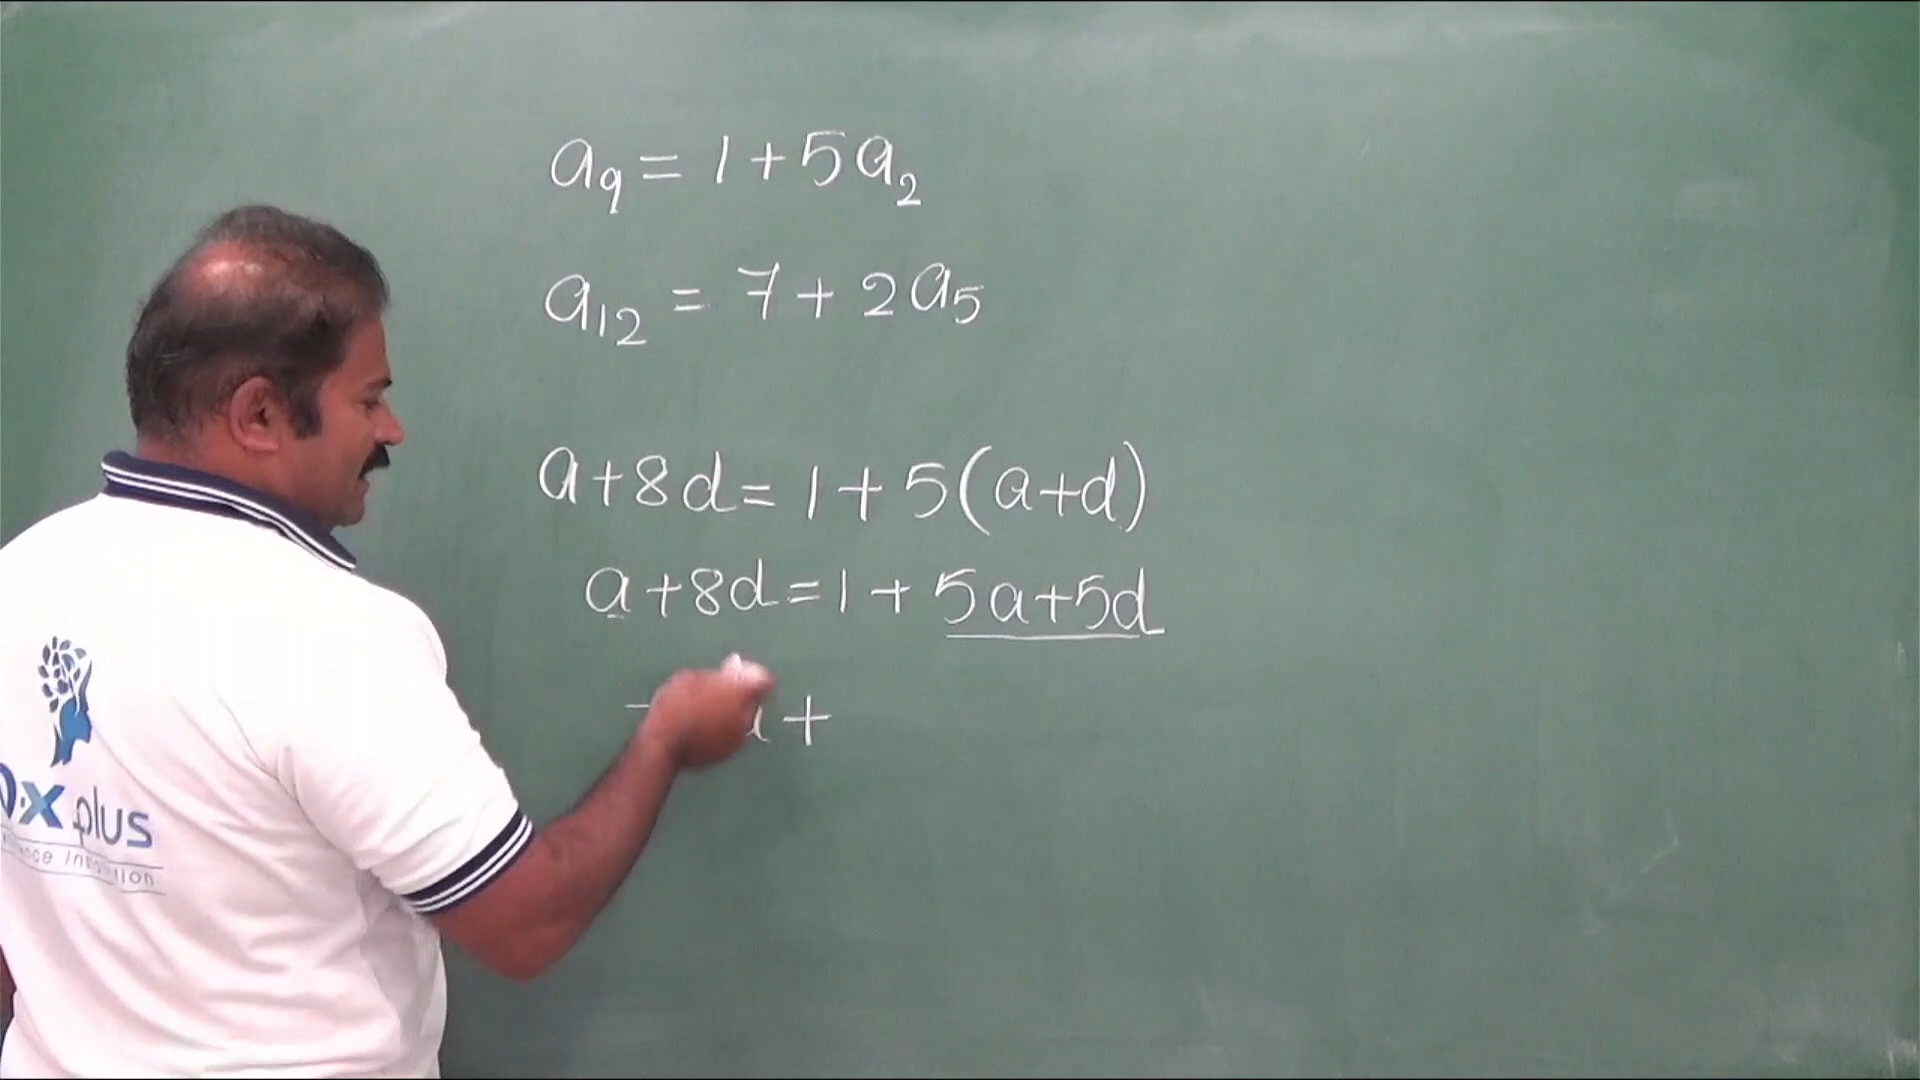 a₉ = 1 + 5a₂
a₁₂ = 7 + 2a₅
a + 8d = 1 + 5(a + d)
a + 8d = 1 + 5a + 5d
+
x plus